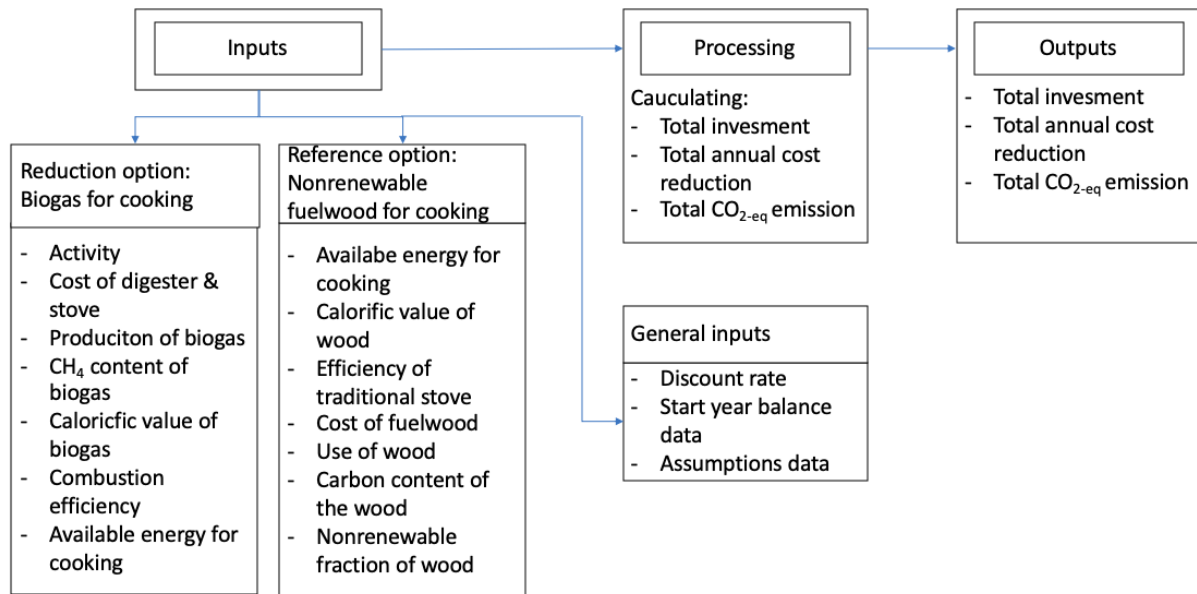 Inputs
Processing
Cauculating:
- Total invesment
- Total annual cost
reduction
- Total CO2-eq emission
Outputs
- Total invesment
- Total annual cost
reduction
- Total CO2-eq emission
Reduction option:
Biogas for cooking
- Activity
- Cost of digester &
stove
- Produciton of biogas
- CH4 content of
biogas
- Caloricfic value of
biogas
- Combustion
efficiency
- Available energy for
cooking
Reference option:
Nonrenewable
fuelwood for cooking
- Availabe energy for
cooking
- Calorific value of
wood
- Efficiency of
traditional stove
- Cost of fuelwood
- Use of wood
- Carbon content of
the wood
- Nonrenewable
fraction of wood
General inputs
- Discount rate
- Start year balance
data
- Assumptions data